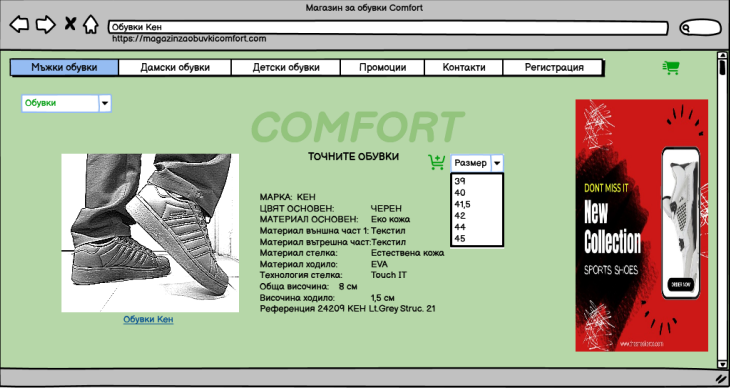 Магазин за обувки Comfort
Обувки Кен
https://magazinzaobuvkicomfort.com
Мъжки обувки Дамски обувки Детски обувки Промоции Контакти Регистрация
Обувки
COMFORT
ТОЧНИТЕ ОБУВКИ
Размер
39
40
41,5
42
44
45
МАРКА: КЕН
ЦВЯТ ОСНОВЕН: ЧЕРЕН
МАТЕРИАЛ ОСНОВЕН: Еко кожа
Материал външна част 1: Текстил
Материал вътрешна част: Текстил
Материал стелка: Естествена кожа
Материал ходило: EVA
Технология стелка: Touch IT
Обща височина: 8 см
Височина ходило: 1,5 см
Референция 24209 КЕН Lt.Grey Struc. 21
Обувки Кен
DONT MISS IT
New
Collection
SPORTS SHOES
ORDER NOW